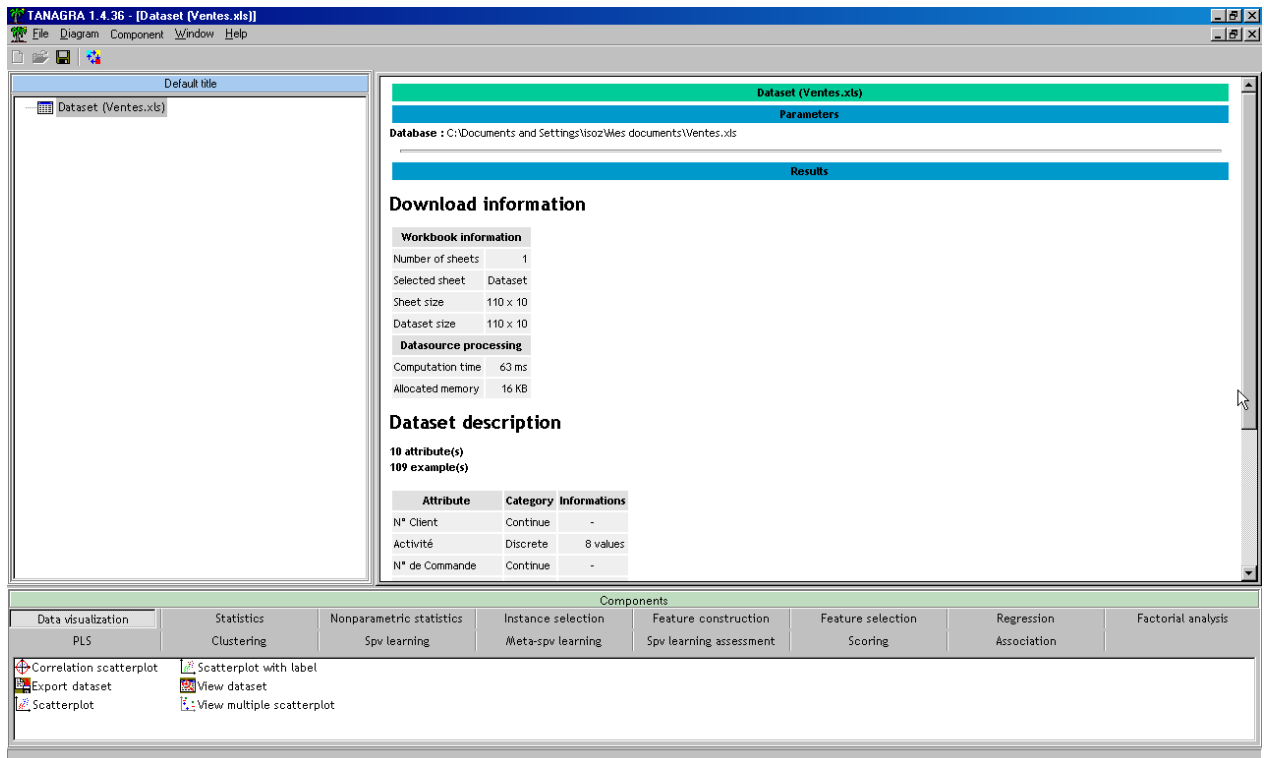 TANAGRA 1.4.36 - [Dataset (Ventes.xls)]
File Diagram Component Window Help
Default title
Dataset (Ventes.xls)
Dataset (Ventes.xls)
Parameters
Database : C:\Documents and Settings\isoz\Mes documents\Ventes.xls
Results
Download information
Workbook information
Number of sheets 1
Selected sheet Dataset
Sheet size 110 x 10
Dataset size 110 x 10
Datasource processing
Computation time 63 ms
Allocated memory 16 KB
Dataset description
10 attribute(s)
109 example(s)
Attribute Category Informations
N° Client Continue -
Activité Discrete 8 values
N° de Commande Continue -
Components
Data visualization Statistics Nonparametric statistics Instance selection Feature construction Feature selection Regression Factorial analysis
PLS Clustering Spv learning Meta-spv learning Spv learning assessment Scoring Association
Correlation scatterplot Scatterplot with label
Export dataset View dataset
Scatterplot View multiple scatterplot